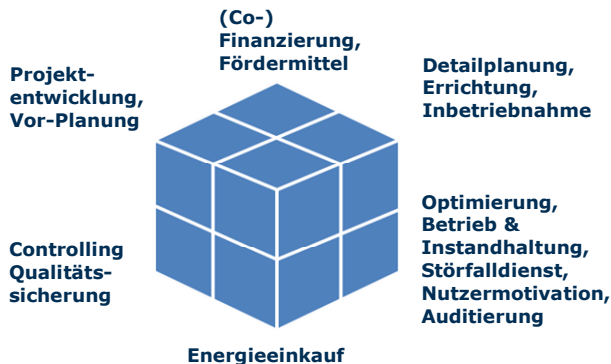 (Co-)
Finanzierung,
Fördermittel
Projekt-
entwicklung,
Vor-Planung
Detailplanung,
Errichtung,
Inbetriebnahme
Controlling
Qualitäts-
sicherung
Optimierung,
Betrieb &
Instandhaltung,
Störfalldienst,
Nutzermotivation,
Auditierung
Energieeinkauf